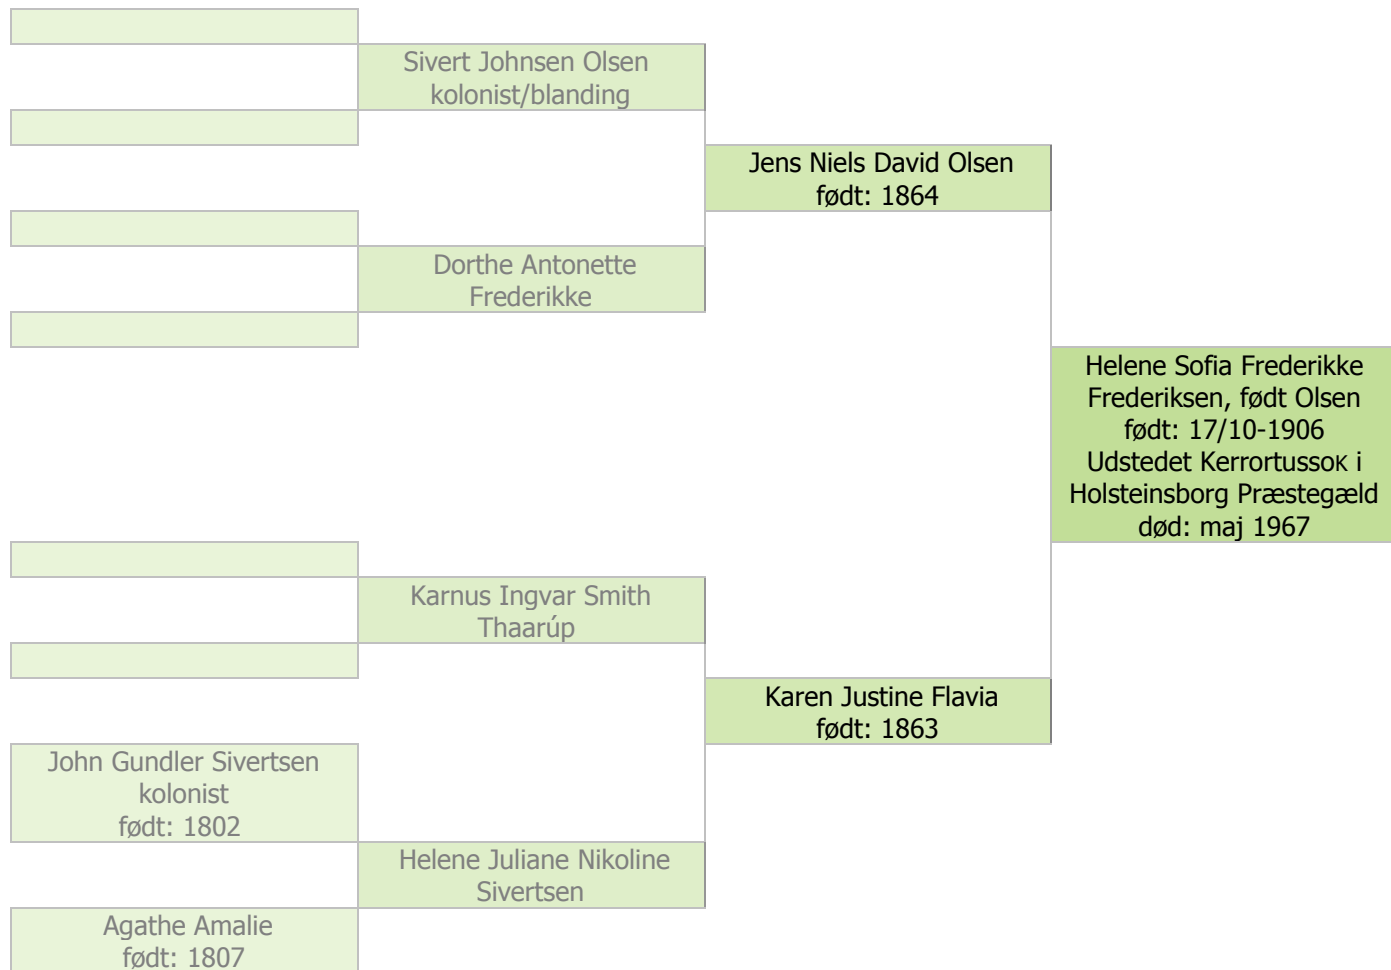 Sivert Johnsen Olsen
kolonist/blanding
Jens Niels David Olsen
født: 1864
Dorthe Antonette
Frederikke
Helene Sofia Frederikke
Frederiksen, født Olsen
født: 17/10-1906
Udstedet Kerrortussoĸ i
Holsteinsborg Præstegæld
død: maj 1967
Karnus Ingvar Smith
Thaarúp
Karen Justine Flavia
født: 1863
John Gundler Sivertsen
kolonist
født: 1802
Helene Juliane Nikoline
Sivertsen
Agathe Amalie
født: 1807